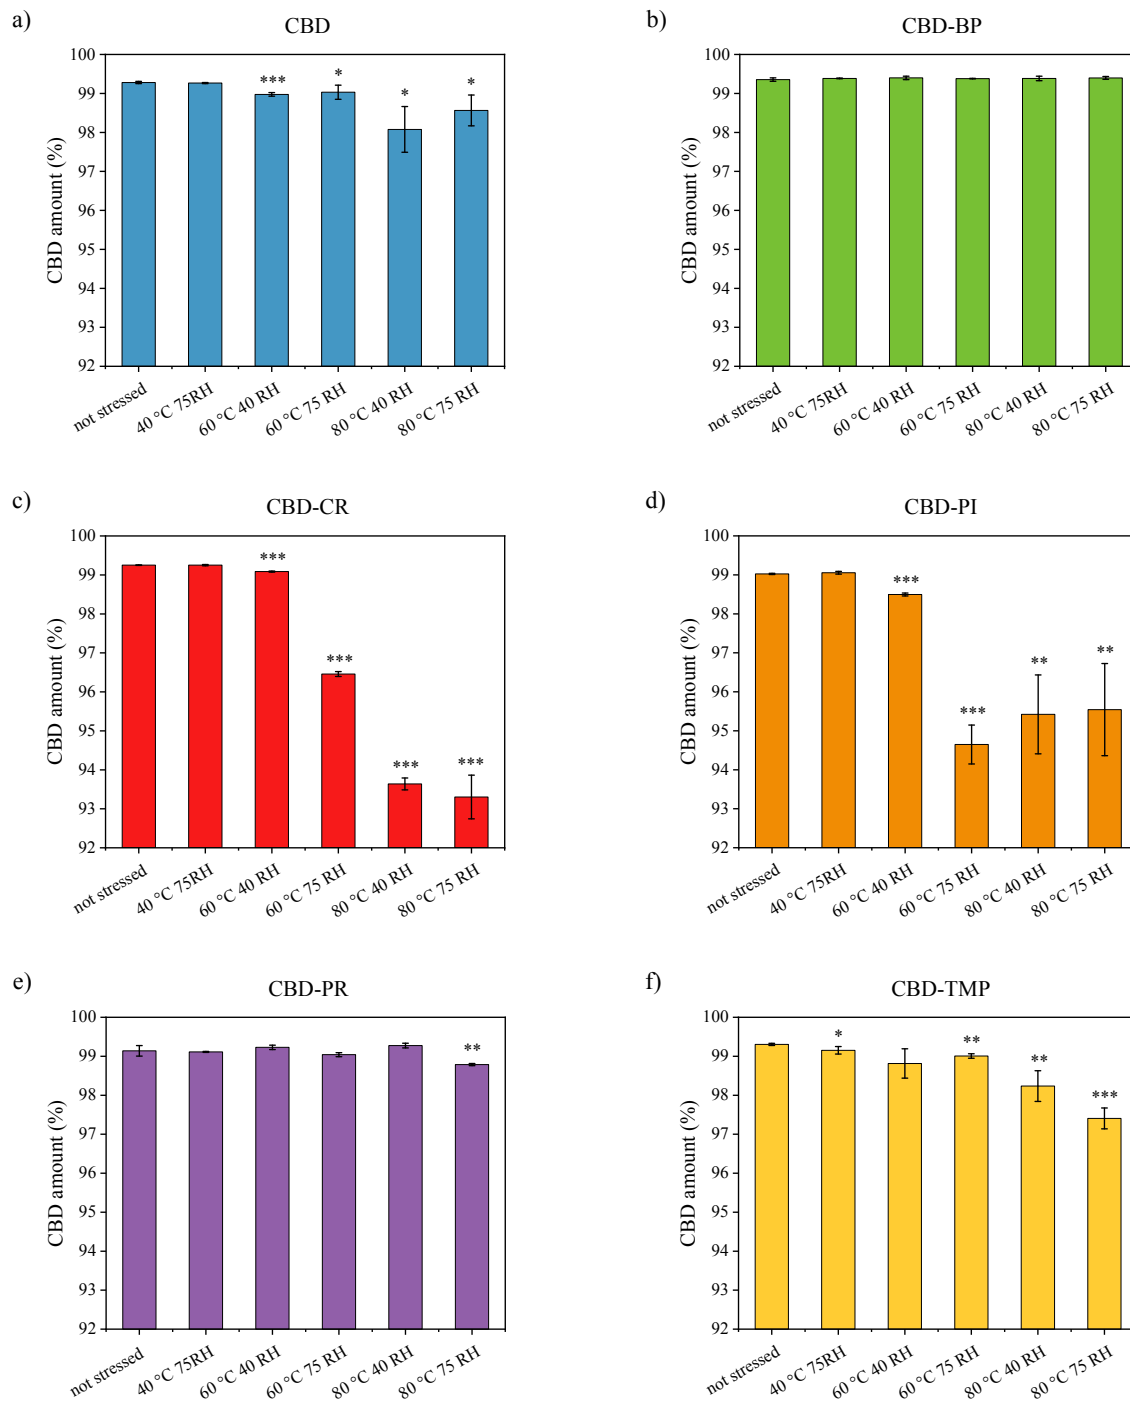 a)
CBD
CBD amount (%)
100
99
98
97
96
95
94
93
92
*** * * *
not stressed
40 °C 75RH
60 °C 40 RH
60 °C 75 RH
80 °C 40 RH
80 °C 75 RH
b)
CBD-BP
CBD amount (%)
100
99
98
97
96
95
94
93
92
not stressed
40 °C 75RH
60 °C 40 RH
60 °C 75 RH
80 °C 40 RH
80 °C 75 RH
c)
CBD-CR
CBD amount (%)
100
99
98
97
96
95
94
93
92
*** *** *** ***
not stressed
40 °C 75RH
60 °C 40 RH
60 °C 75 RH
80 °C 40 RH
80 °C 75 RH
d)
CBD-PI
CBD amount (%)
100
99
98
97
96
95
94
93
92
*** *** ** **
not stressed
40 °C 75RH
60 °C 40 RH
60 °C 75 RH
80 °C 40 RH
80 °C 75 RH
e)
CBD-PR
CBD amount (%)
100
99
98
97
96
95
94
93
92
**
not stressed
40 °C 75RH
60 °C 40 RH
60 °C 75 RH
80 °C 40 RH
80 °C 75 RH
f)
CBD-TMP
CBD amount (%)
100
99
98
97
96
95
94
93
92
* ** ** ***
not stressed
40 °C 75RH
60 °C 40 RH
60 °C 75 RH
80 °C 40 RH
80 °C 75 RH